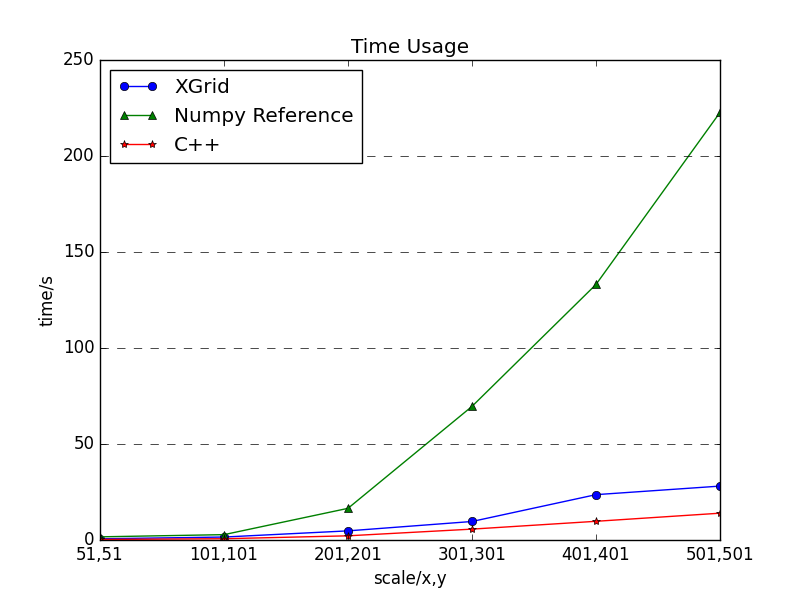 Time Usage
250
XGrid
Numpy Reference
C++
200
150
time/s
100
50
0
51,51 101,101 201,201 301,301 401,401 501,501
scale/x,y